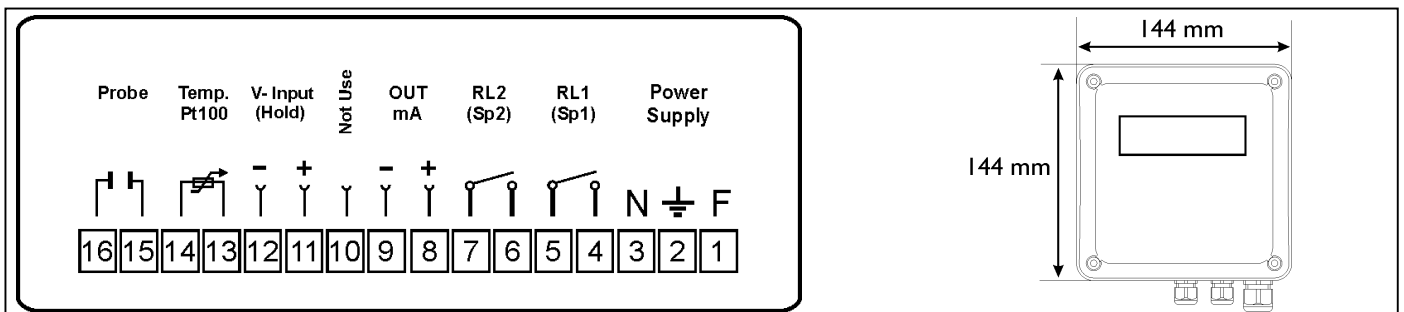 Probe
Temp.
Pt100
V- Input
(Hold)
Not Use
OUT
mA
RL2
(Sp2)
RL1
(Sp1)
Power
Supply
- + - +
N F
16 15 14 13 12 11 10 9 8 7 6 5 4 3 2 1
144 mm
144 mm